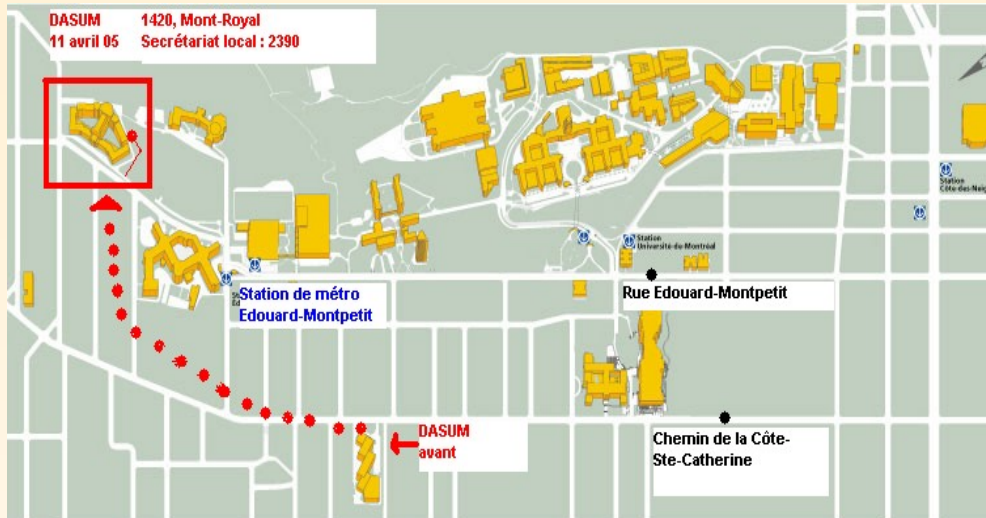 DASUM 1420, Mont-Royal
11 avril 05 Secrétariat local : 2390
Station
Côte-des-Neig
Station
Université-de-Montréal
Station de métro
Edouard-Montpetit
Rue Edouard-Montpetit
DASUM
avant
Chemin de la Côte-
Ste-Catherine